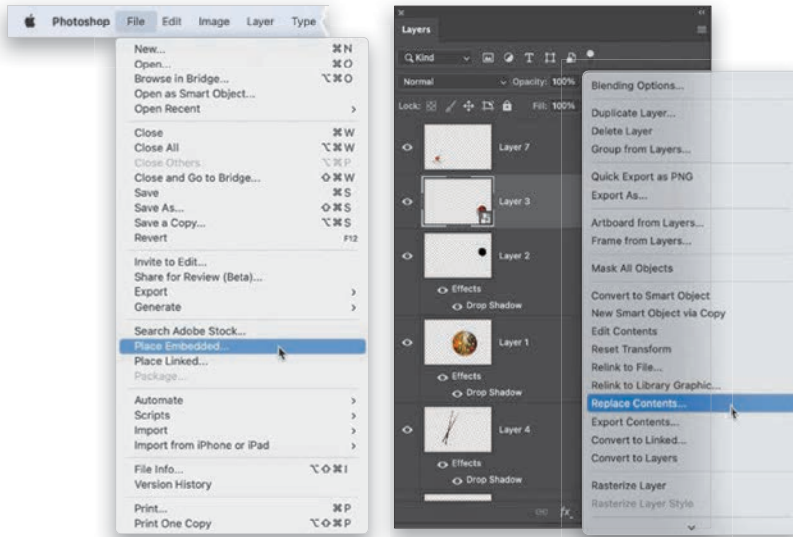 Photoshop File Edit Image Layer Type
New... ⌘N
Open... ⌘O
Browse in Bridge... ⌥⌘O
Open as Smart Object...
Open Recent >
Close ⌘W
Close All ⌥⌘W
Close Others ⌥⌘P
Close and Go to Bridge... ⇧⌘W
Save ⌘S
Save As... ⇧⌘S
Save a Copy... ⌥⌘S
Revert F12
Invite to Edit...
Share for Review (Beta)...
Export >
Generate >
Search Adobe Stock...
Place Embedded...
Place Linked...
Package...
Automate >
Scripts >
Import >
Import from iPhone or iPad >
File Info... ⌥⇧⌘I
Version History
Print... ⌘P
Print One Copy ⌥⇧⌘P
Layers
Kind
Normal Opacity: 100%
Lock: Fill: 100%
Layer 7
Layer 3
Layer 2
Effects
Drop Shadow
Layer 1
Effects
Drop Shadow
Layer 4
Effects
Drop Shadow
fx
Blending Options...
Duplicate Layer...
Delete Layer
Group from Layers...
Quick Export as PNG
Export As...
Artboard from Layers...
Frame from Layers...
Mask All Objects
Convert to Smart Object
New Smart Object via Copy
Edit Contents
Reset Transform
Relink to File...
Relink to Library Graphic...
Replace Contents...
Export Contents...
Convert to Linked...
Convert to Layers
Rasterize Layer
Rasterize Layer Style